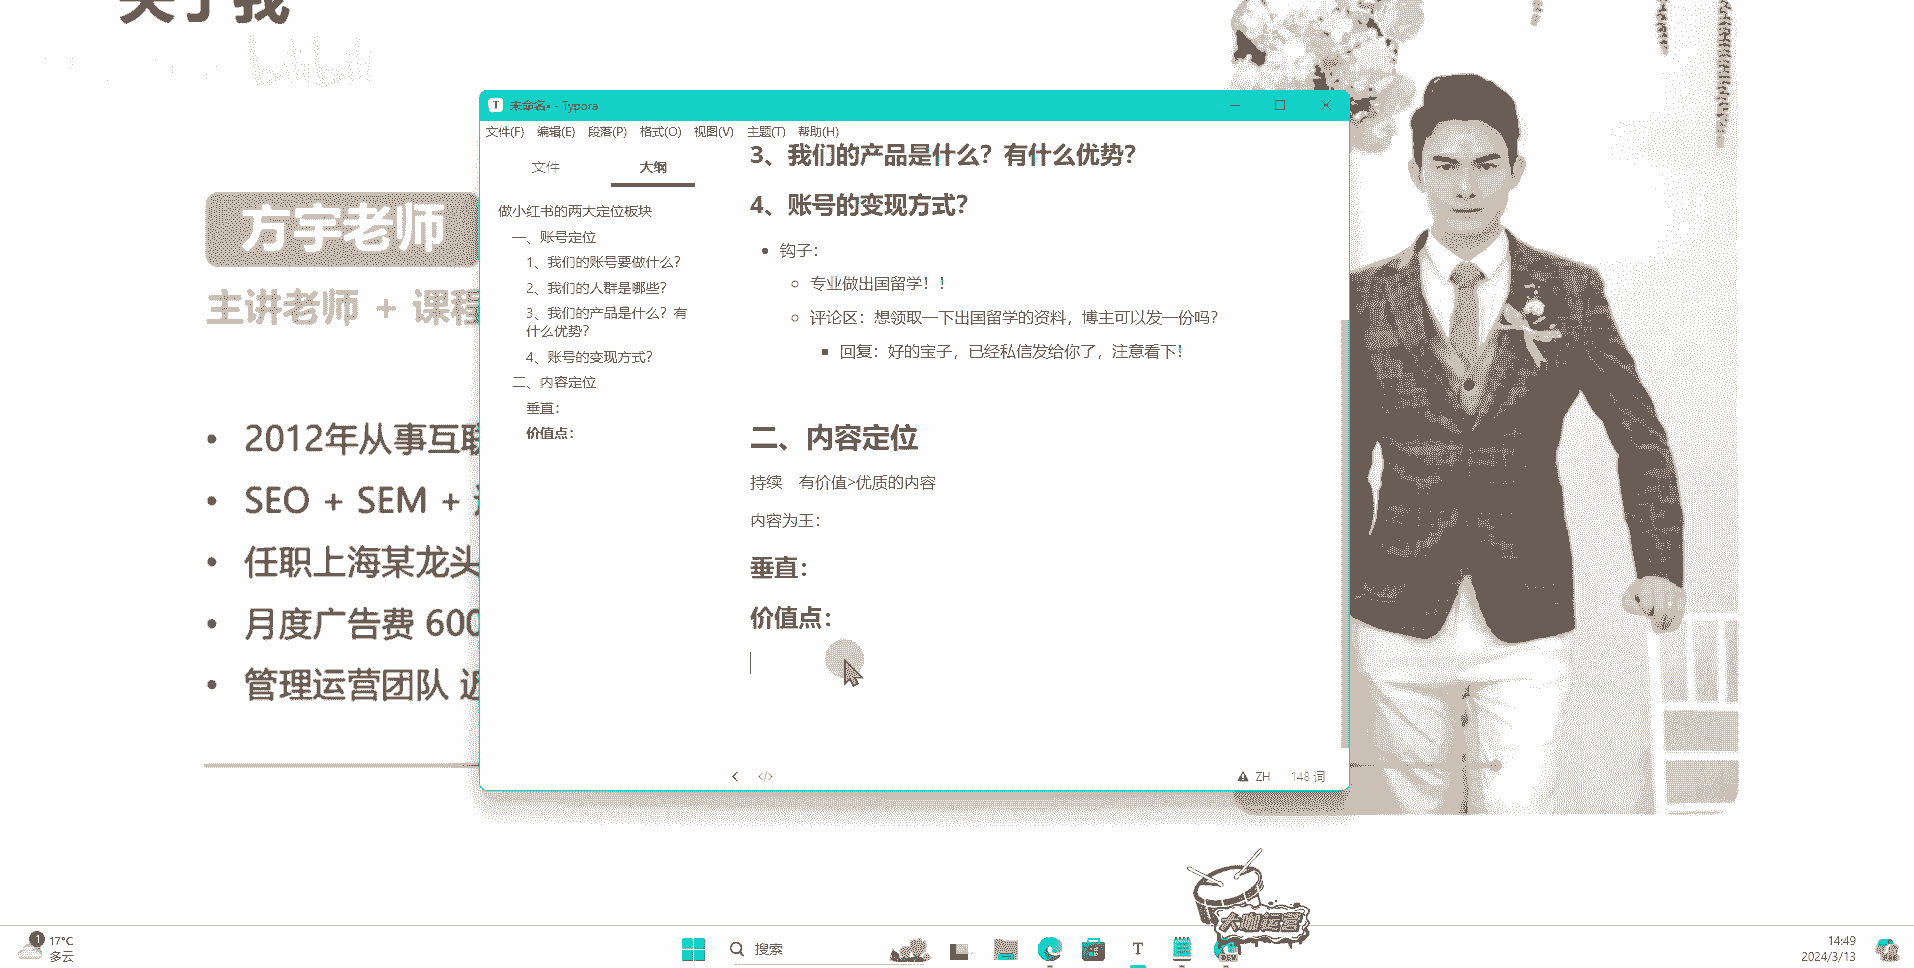 关于我
bilibili
方宇老师
主讲老师 + 课程
2012年从事互联
SEO + SEM +
任职上海某龙头
月度广告费 600
管理运营团队 近
未命名• - Typora
文件(F) 编辑(E) 段落(P) 格式(O) 视图(V) 主题(T) 帮助(H)
文件 大纲
做小红书的两大定位板块
一、账号定位
1、我们的账号要做什么？
2、我们的人群是哪些？
3、我们的产品是什么？有
什么优势？
4、账号的变现方式？
二、内容定位
垂直：
价值点：
3、我们的产品是什么？有什么优势？
4、账号的变现方式？
钩子：
专业做出国留学！！
评论区：想领取一下出国留学的资料，博主可以发一份吗？
回复：好的宝子，已经私信发给你了，注意看下！
二、内容定位
持续 有价值>优质的内容
内容为王：
垂直：
价值点：
</> ZH 148 词
大咖运营
1 17°C
多云
搜索
14:49
2024/3/13